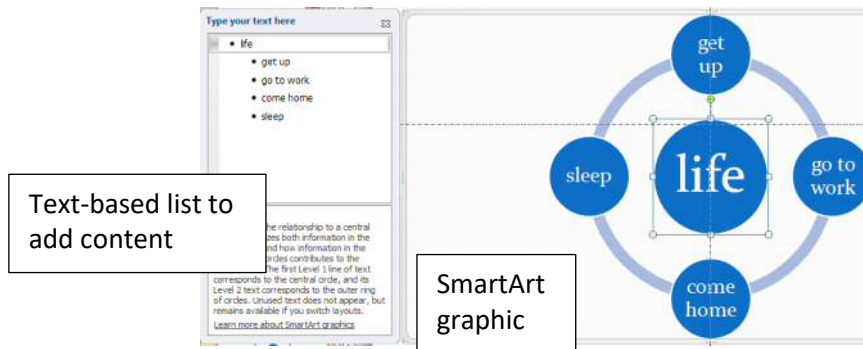 Type your text here
• life
• get up
• go to work
• come home
• sleep
Text-based list to
add content
he relationship to a central
zes both information in the
nd how information in the
circles contributes to the
The first Level 1 line of text
corresponds to the central circle, and its
Level 2 text corresponds to the outer ring
of circles. Unused text does not appear, but
remains available if you switch layouts.
Learn more about SmartArt graphics
get
up
sleep
life
go to
work
come
home
SmartArt
graphic